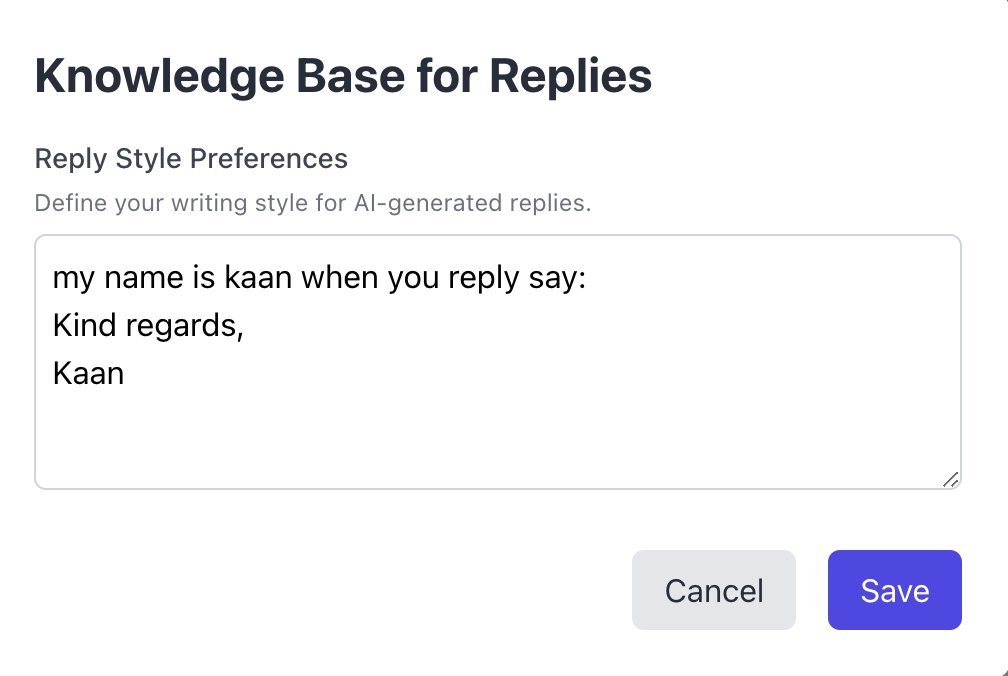 Knowledge Base for Replies
Reply Style Preferences
Define your writing style for AI-generated replies.
my name is kaan when you reply say:
Kind regards,
Kaan
Cancel
Save